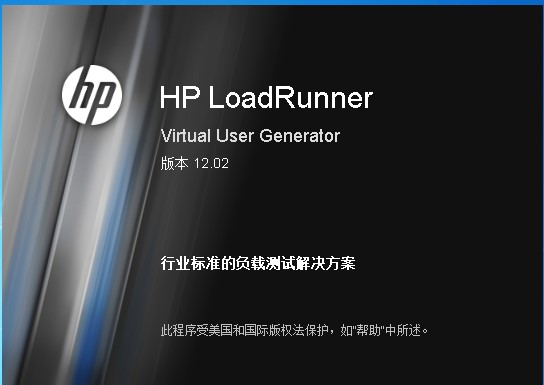 hp
HP LoadRunner
Virtual User Generator
版本 12.02
行业标准的负载测试解决方案
此程序受美国和国际版权法保护，如"帮助"中所述。